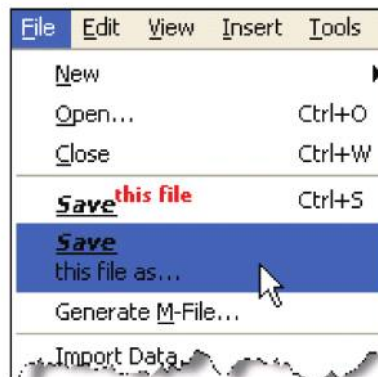 File Edit View Insert Tools
New
Open... Ctrl+O
Close Ctrl+W
Save this file Ctrl+S
Save
this file as...
Generate M-File...
Import Data